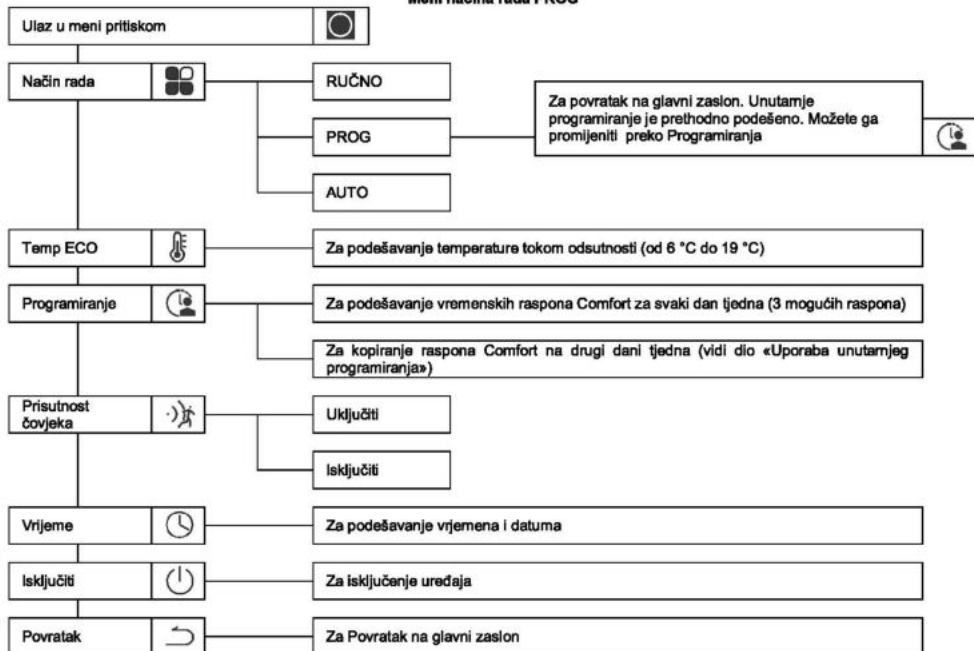 Meni načina rada PROG
Ulaz u meni pritiskom
Način rada
RUČNO
PROG
Za povratak na glavni zaslon. Unutarnje
programiranje je prethodno podešeno. Možete ga
promijeniti preko Programiranja
AUTO
Temp ECO
Za podešavanje temperature tokom odsutnosti (od 6 °C do 19 °C)
Programiranje
Za podešavanje vremenskih raspona Comfort za svaki dan tjedna (3 mogućih raspona)
Za kopiranje raspona Comfort na drugi dani tjedna (vidi dio «Uporaba unutarnjeg
programiranja»)
Prisutnost
čovjeka
Uključiti
Isključiti
Vrijeme
Za podešavanje vrjemena i datuma
Isključiti
Za isključenje uređaja
Povratak
Za Povratak na glavni zaslon